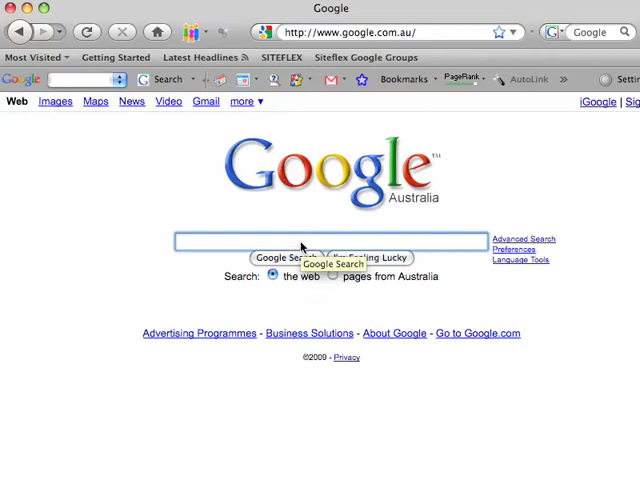 Google
http://www.google.com.au/
Google
Most Visited Getting Started Latest Headlines SITEFLEX Siteflex Google Groups
Google Search Bookmarks PageRank AutoLink »
Web Images Maps News Video Gmail more ▼ iGoogle |
Google™
Australia
Advanced Search
Preferences
Language Tools
Google Search I'm Feeling Lucky
Google Search
Search: the web pages from Australia
Advertising Programmes - Business Solutions - About Google - Go to Google.com
©2009 - Privacy